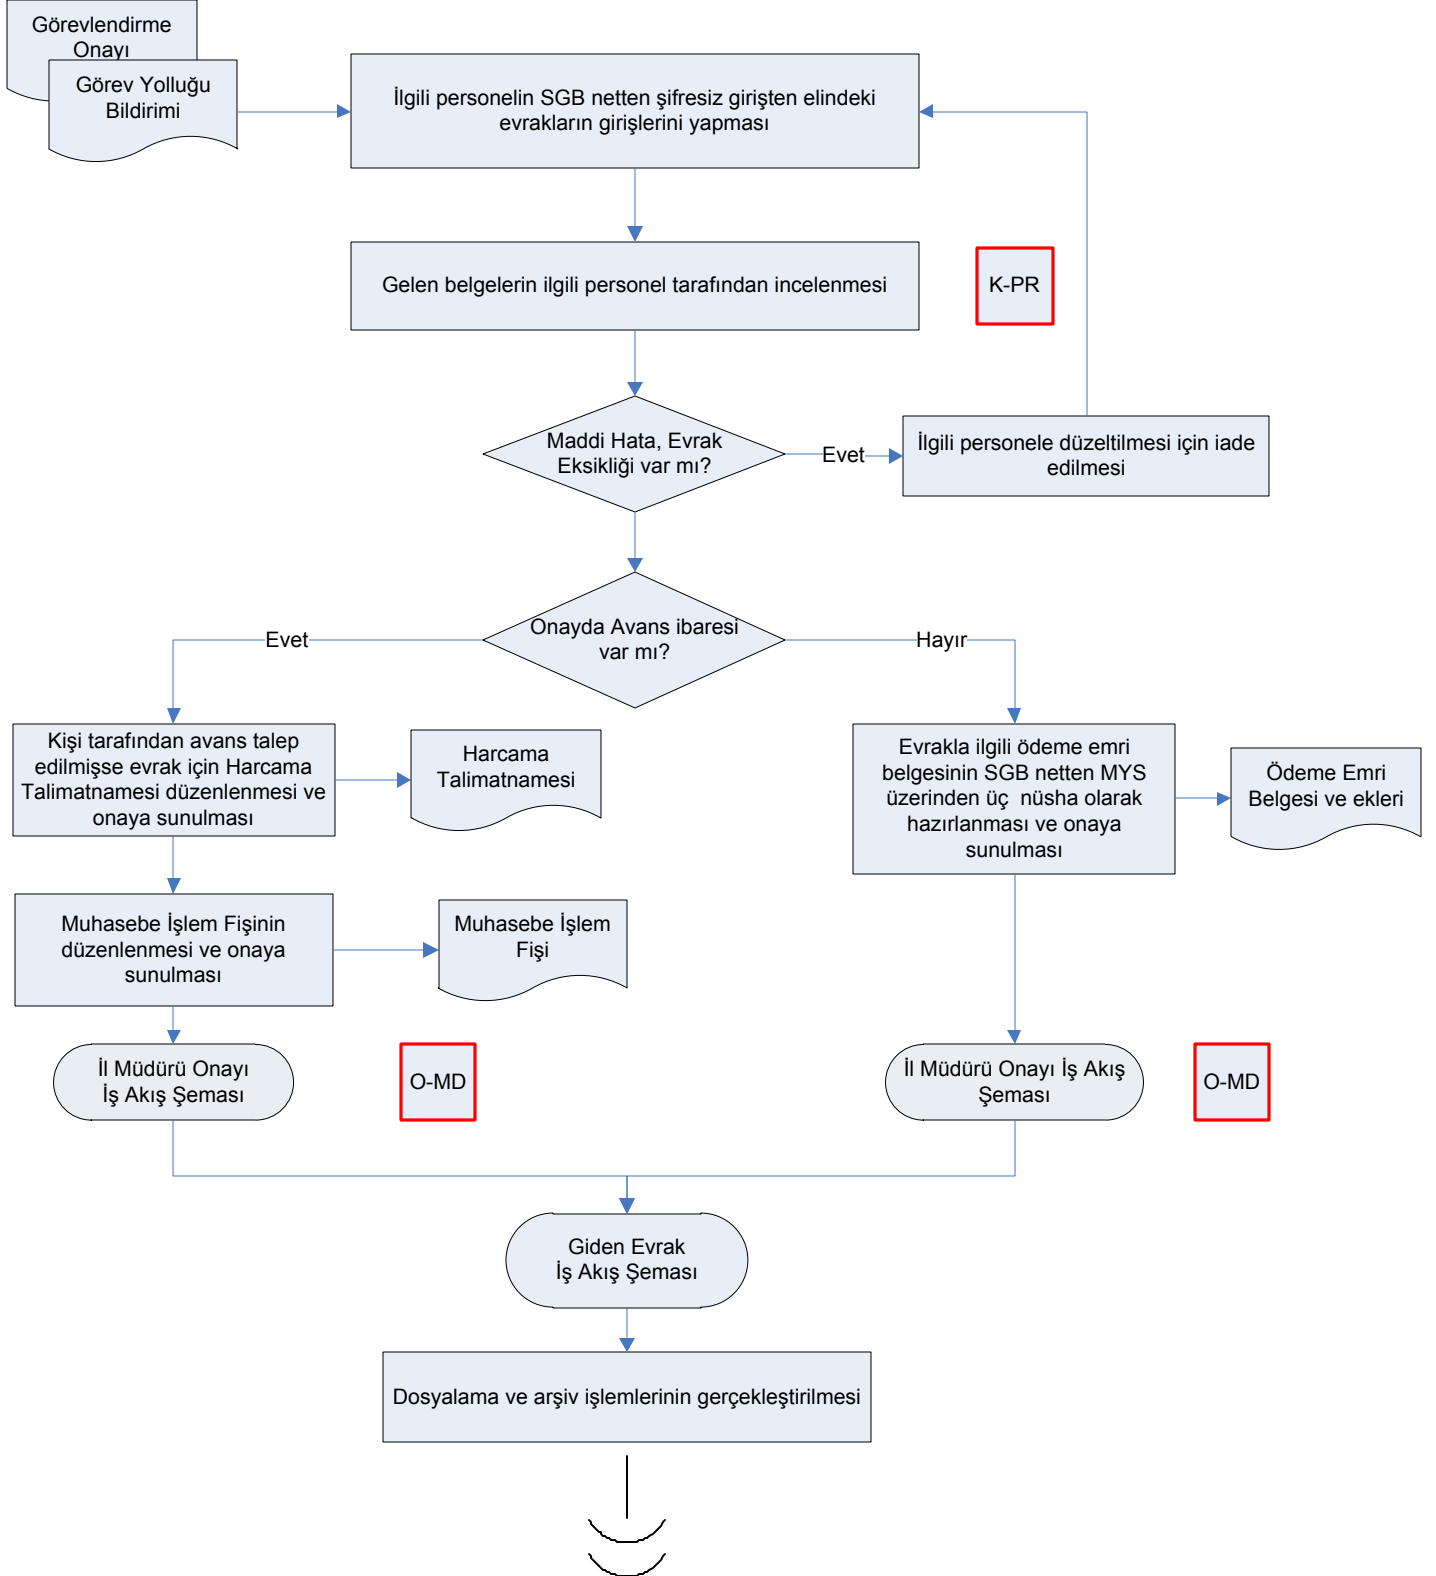 Görevlendirme
Onayı
Görev Yolluğu
Bildirimi
İlgili personelin SGB netten şifresiz girişten elindeki
evrakların girişlerini yapması
Gelen belgelerin ilgili personel tarafından incelenmesi
K-PR
Maddi Hata, Evrak
Eksikliği var mı?
Evet
İlgili personele düzeltilmesi için iade
edilmesi
Onayda Avans ibaresi
var mı?
Evet
Hayır
Kişi tarafından avans talep
edilmişse evrak için Harcama
Talimatnamesi düzenlenmesi ve
onaya sunulması
Harcama
Talimatnamesi
Evrakla ilgili ödeme emri
belgesinin SGB netten MYS
üzerinden üç  nüsha olarak
hazırlanması ve onaya
sunulması
Ödeme Emri
Belgesi ve ekleri
Muhasebe İşlem Fişinin
düzenlenmesi ve onaya
sunulması
Muhasebe İşlem
Fişi
İl Müdürü Onayı
İş Akış Şeması
O-MD
İl Müdürü Onayı İş Akış
Şeması
O-MD
Giden Evrak
İş Akış Şeması
Dosyalama ve arşiv işlemlerinin gerçekleştirilmesi